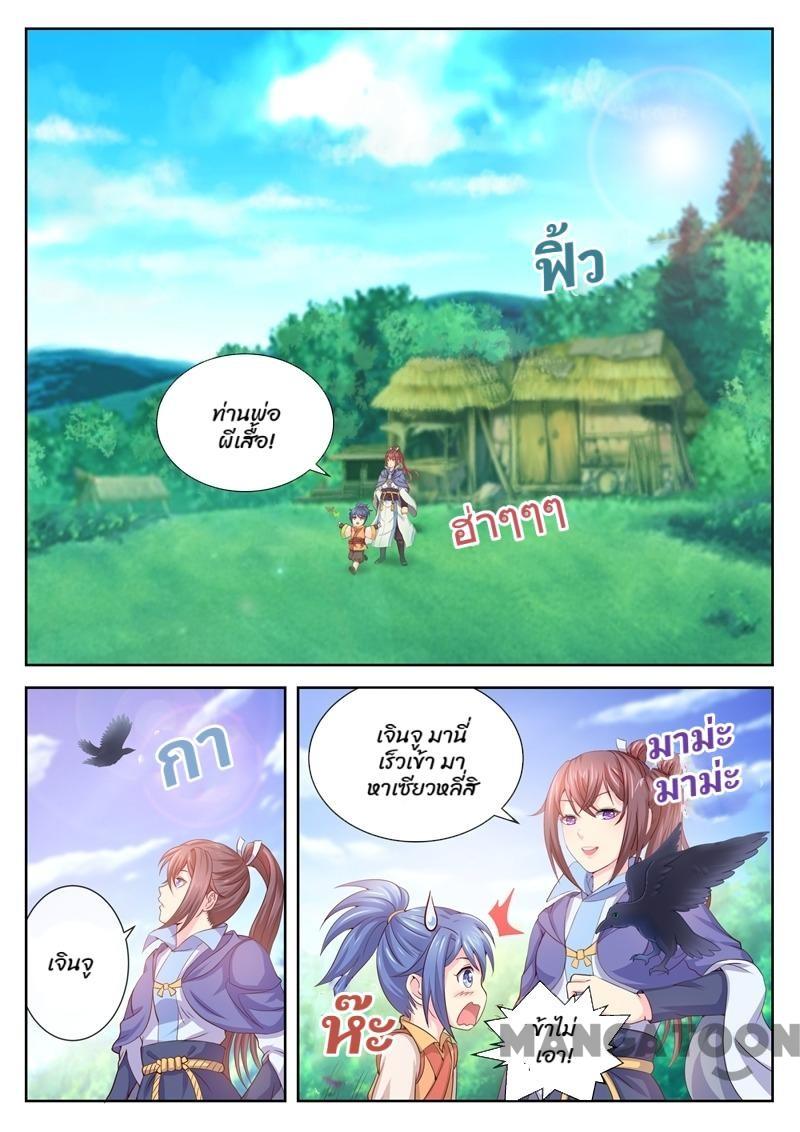 ฟิ้ว
ท่านพ่อ
ผีเสื้อ!
ฮ่าๆๆๆ
กา
เจินจู
เจินจู มานี่
เร็วเข้า มา
หาเซียวหลี่สิ
มาม่ะ
มาม่ะ
ห๊ะ
ข้าไม่
เอา!
MANGATOON